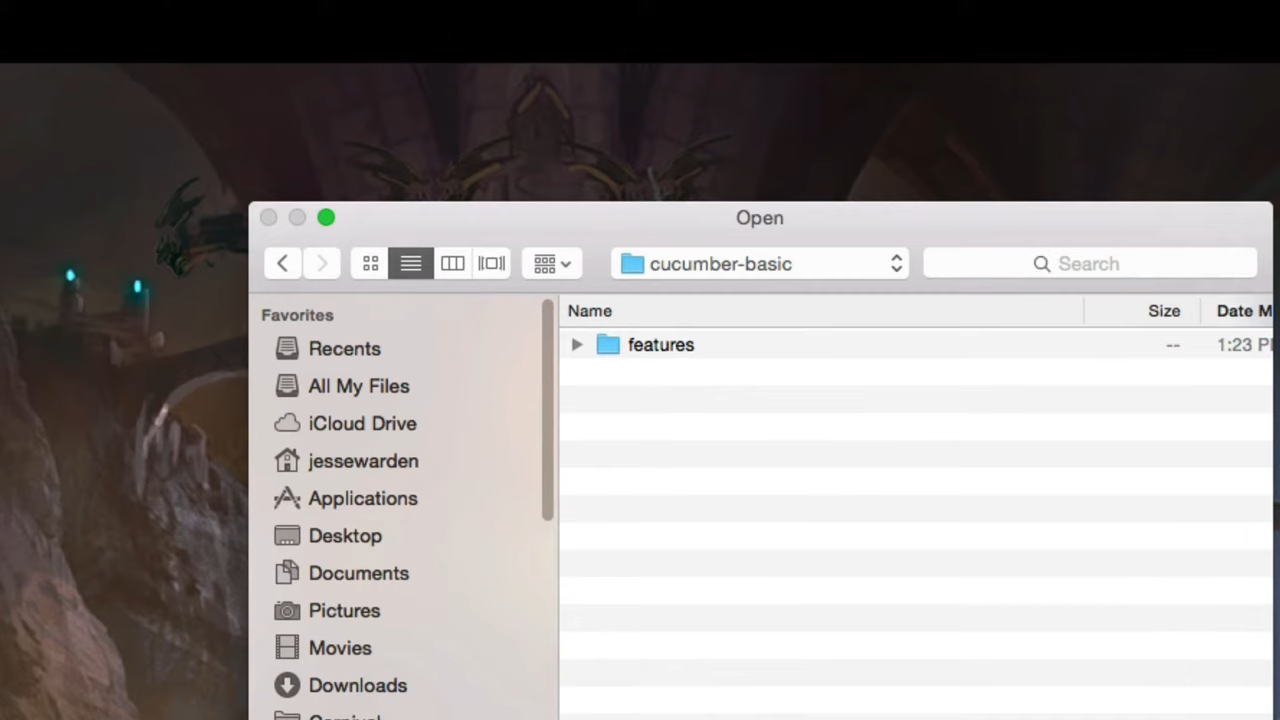 Open
cucumber-basic
Search
Favorites
Name
Size
Date M
Recents
features
--
1:23 P
All My Files
iCloud Drive
jessewarden
Applications
Desktop
Documents
Pictures
Movies
Downloads